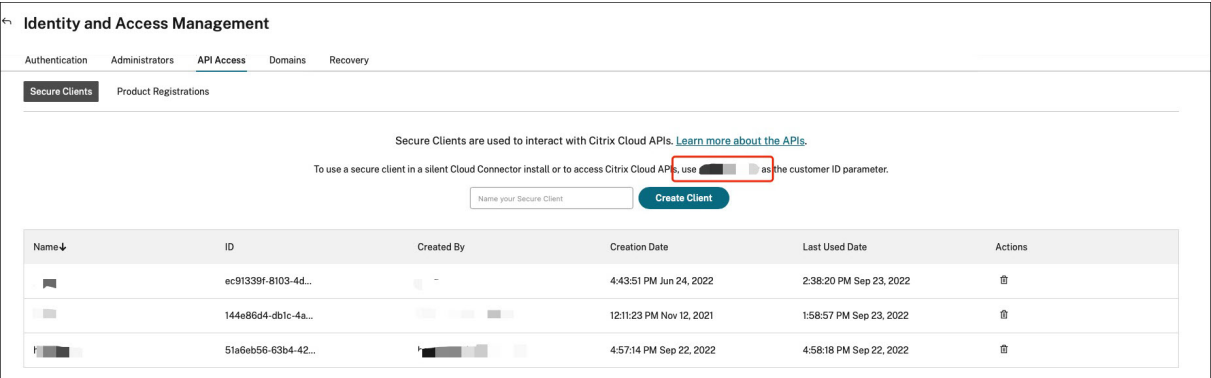 Identity and Access Management
Authentication Administrators API Access Domains Recovery
Secure Clients Product Registrations
Secure Clients are used to interact with Citrix Cloud APIs. Learn more about the APIs.
To use a secure client in a silent Cloud Connector install or to access Citrix Cloud APIs, use as the customer ID parameter.
Name your Secure Client Create Client
Name ID Created By Creation Date Last Used Date Actions
ec91339f-8103-4d... 4:43:51 PM Jun 24, 2022 2:38:20 PM Sep 23, 2022
144e86d4-db1c-4a... 12:11:23 PM Nov 12, 2021 1:58:57 PM Sep 23, 2022
51a6eb56-63b4-42... 4:57:14 PM Sep 22, 2022 4:58:18 PM Sep 22, 2022